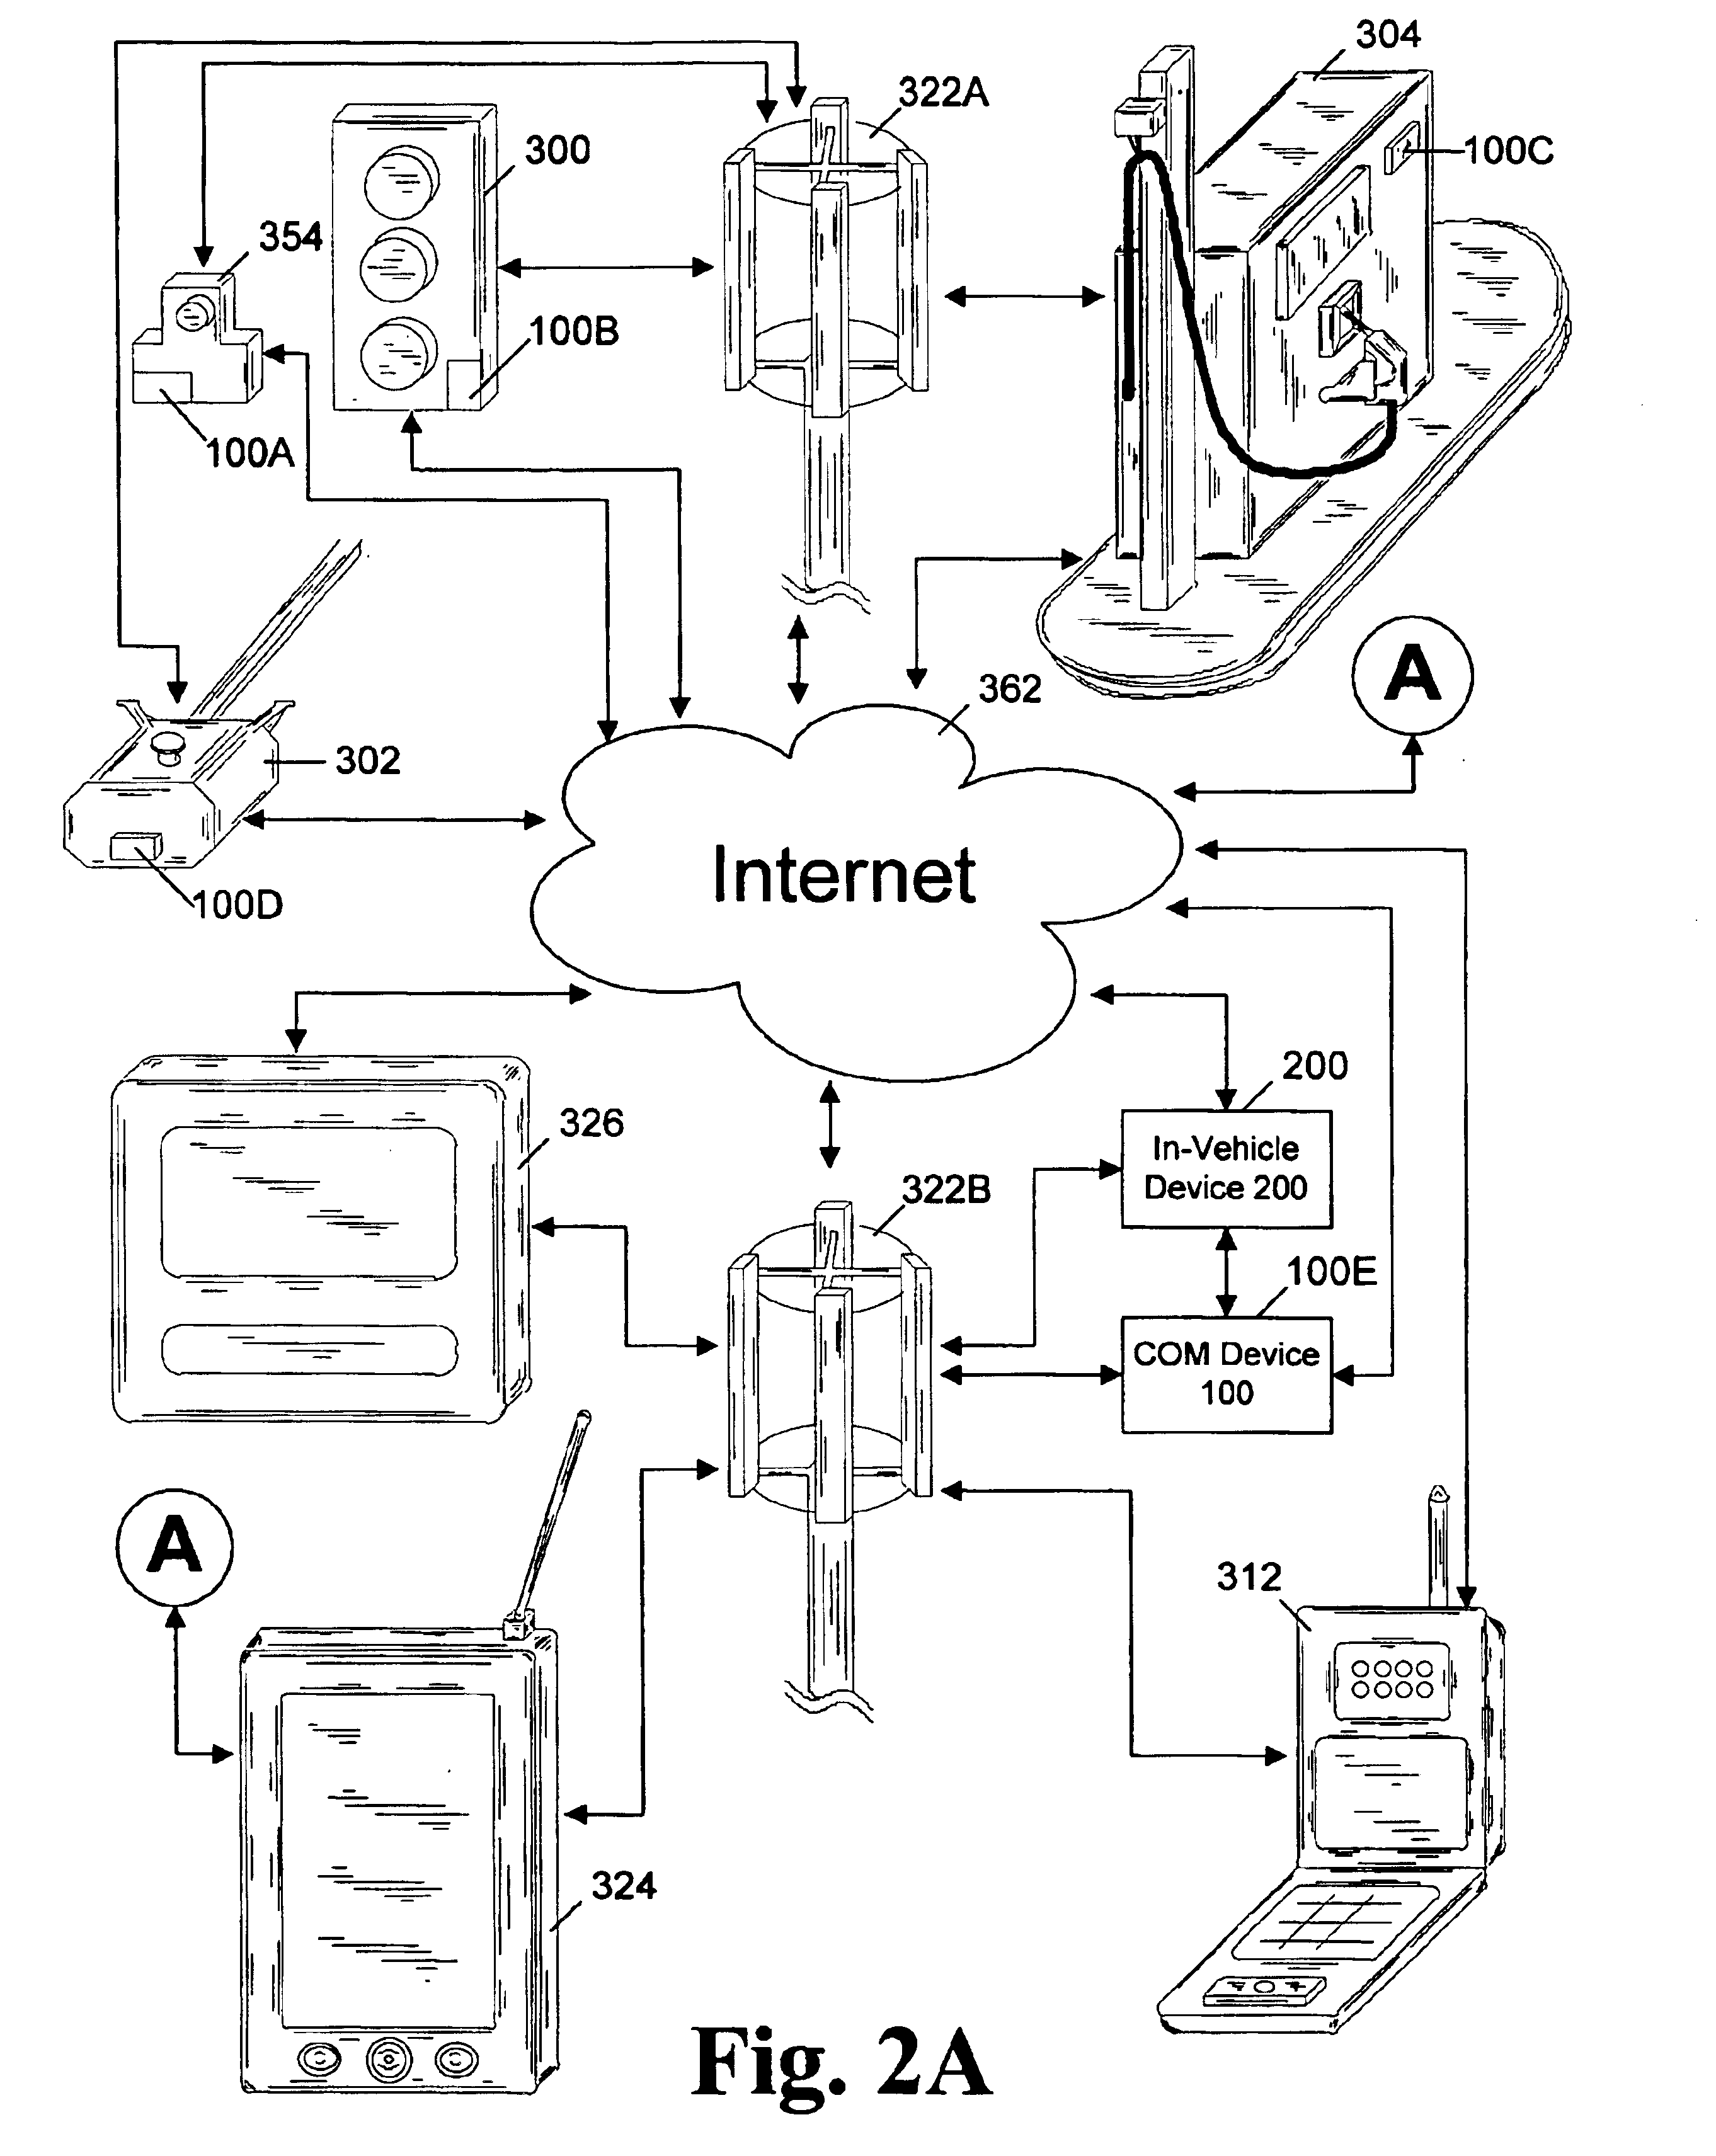 304
322A
300
100C
354
100B
100A
A
362
302
Internet
100D
200
326
In-Vehicle
Device 200
322B
100E
COM Device
100
A
312
324
Fig. 2A